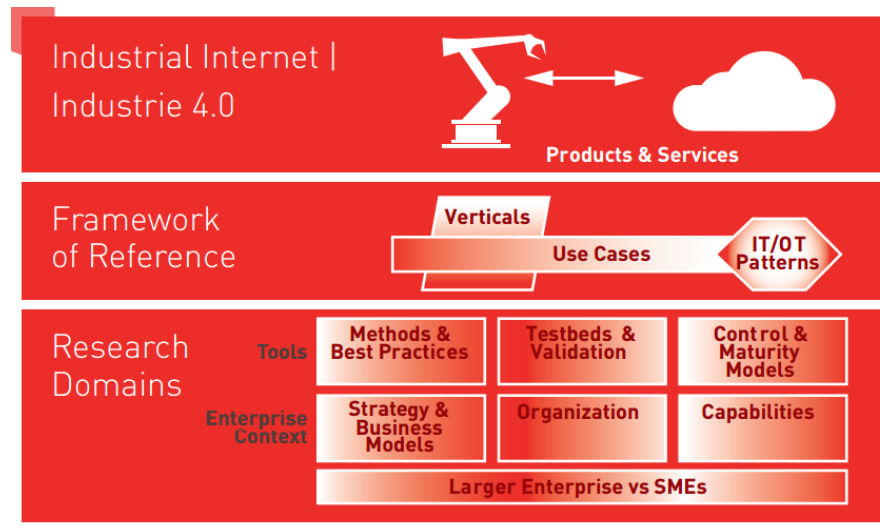 Industrial Internet |
Industrie 4.0
Products & Services
Framework
of Reference
Verticals
Use Cases
IT/OT
Patterns
Research
Domains
Tools
Methods &
Best Practices
Testbeds &
Validation
Control &
Maturity
Models
Enterprise
Context
Strategy &
Business
Models
Organization
Capabilities
Larger Enterprise vs SMEs